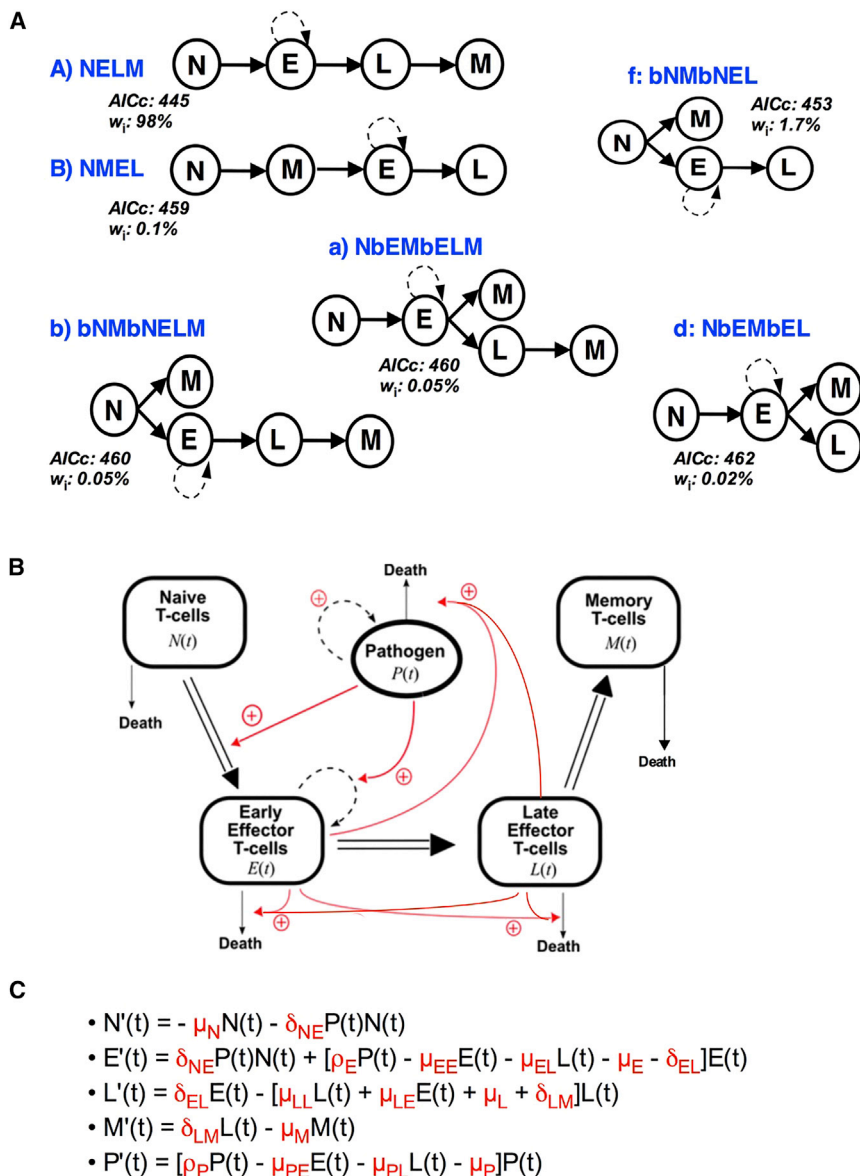 A
A) NELM
N E L M
AICc: 445
wi: 98%
B) NMEL
N M E L
AICc: 459
wi: 0.1%
f: bNMbNEL
AICc: 453
wi: 1.7%
N M E L
a) NbEMbELM
N E M L M
AICc: 460
wi: 0.05%
b) bNMbNELM
N M E L M
AICc: 460
wi: 0.05%
d: NbEMbEL
N E M L
AICc: 462
wi: 0.02%
B
Naive
T-cells
N(t)
Death
Death
Pathogen
P(t)
Memory
T-cells
M(t)
Death
Early
Effector
T-cells
E(t)
Death
Late
Effector
T-cells
L(t)
Death
C
• N'(t) = - μNN(t) - δNEP(t)N(t)
• E'(t) = δNEP(t)N(t) + [ρEP(t) - μEEE(t) - μELL(t) - μE - δEL]E(t)
• L'(t) = δELE(t) - [μLLL(t) + μLEE(t) + μL + δLM]L(t)
• M'(t) = δLML(t) - μMM(t)
• P'(t) = [ρPP(t) - μPEE(t) - μPLL(t) - μP]P(t)